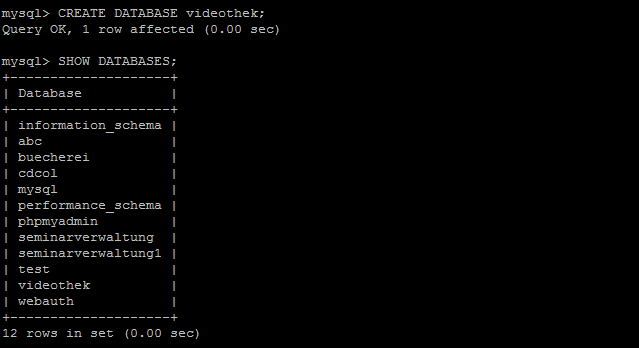 mysql> CREATE DATABASE videothek;
Query OK, 1 row affected (0.00 sec)

mysql> SHOW DATABASES;
+--------------------+
| Database           |
+--------------------+
| information_schema |
| abc                |
| buecherei          |
| cdcol              |
| mysql              |
| performance_schema |
| phpmyadmin         |
| seminarverwaltung  |
| seminarverwaltung1 |
| test               |
| videothek          |
| webauth            |
+--------------------+
12 rows in set (0.00 sec)